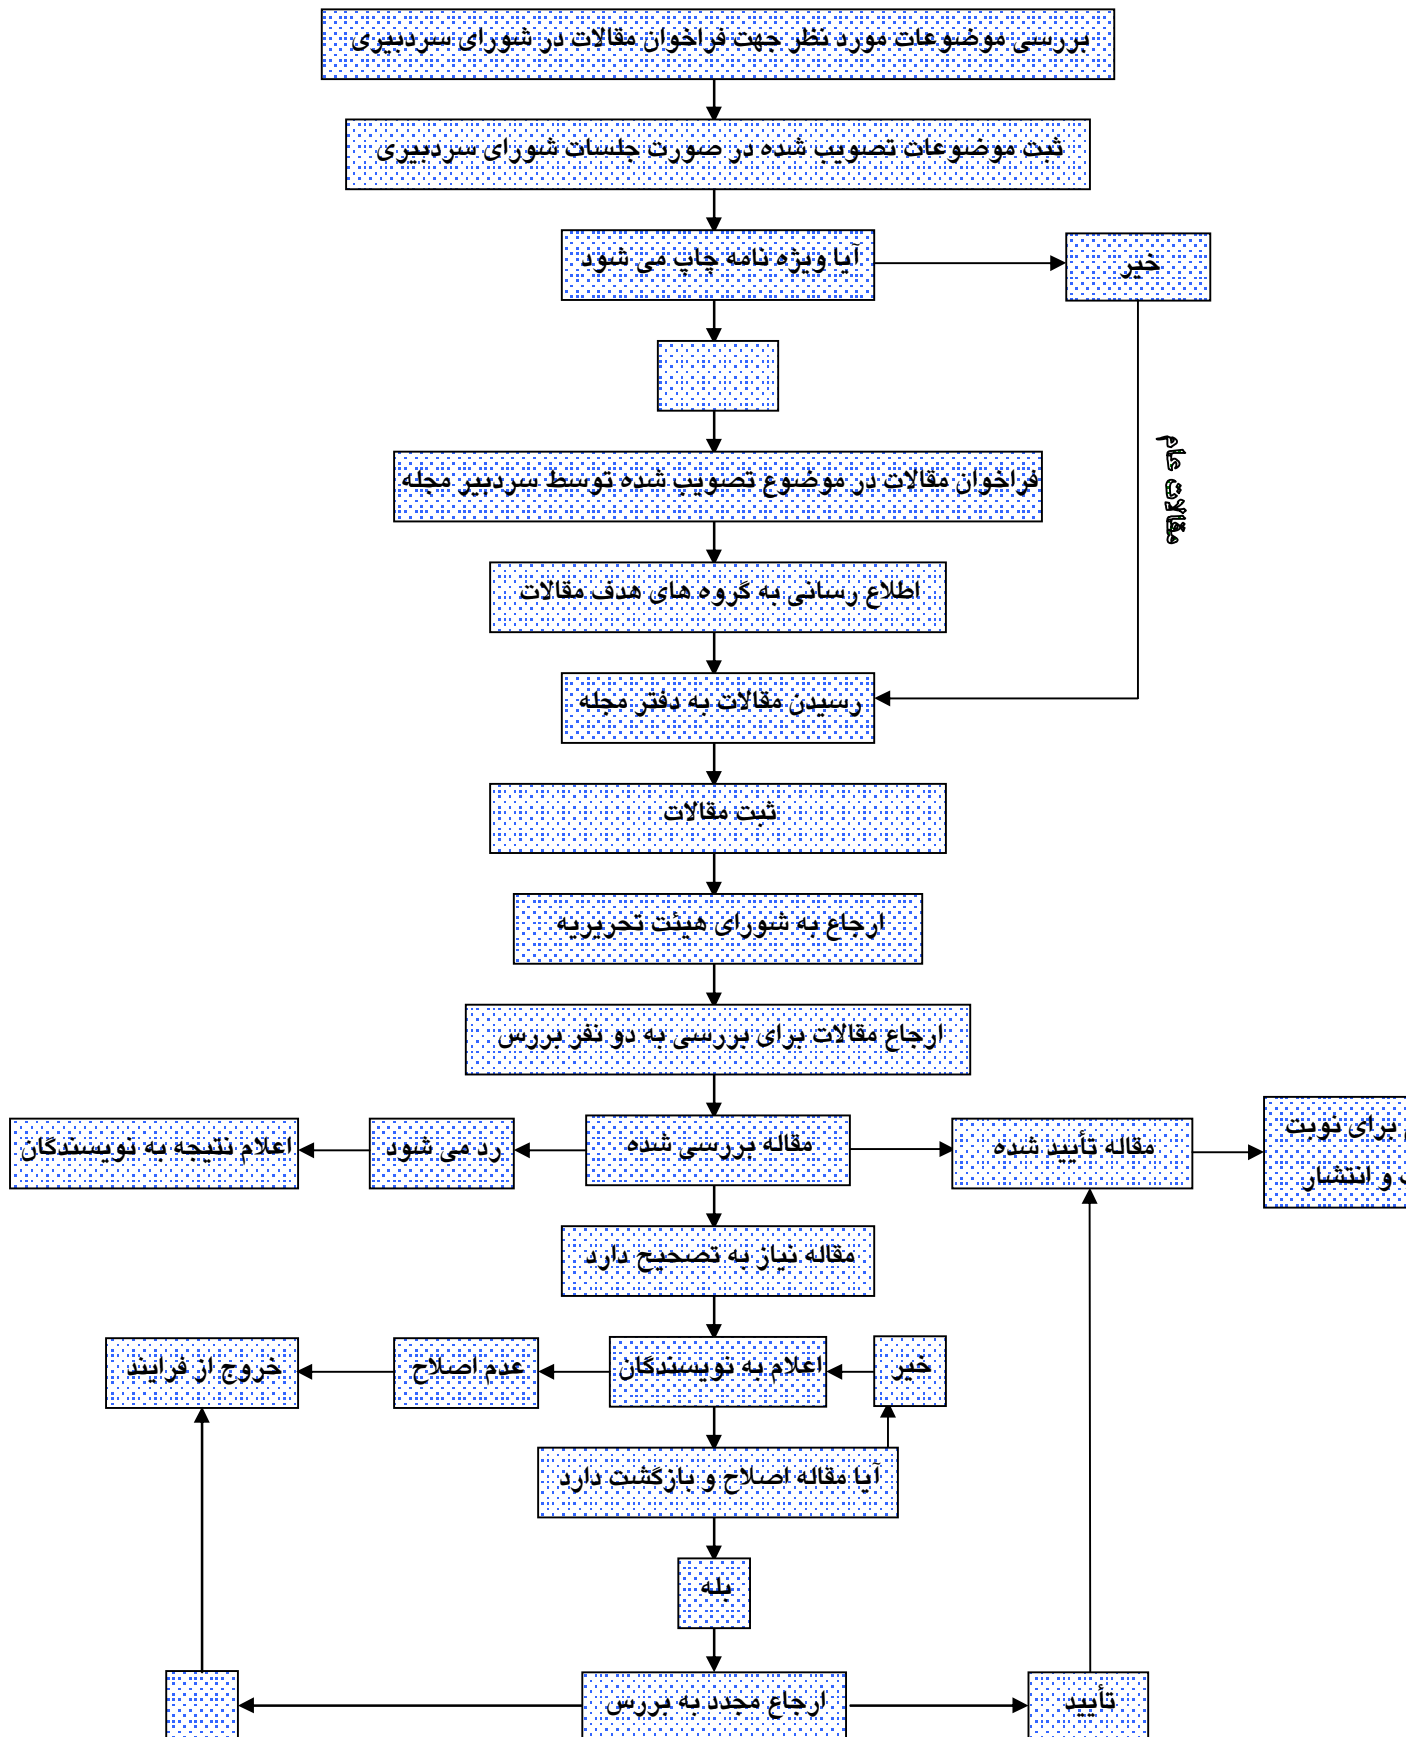 بررسی موضوعات مورد نظر جهت فراخوان مقالات در شورای سردبیری
ثبت موضوعات تصویب شده در صورت جلسات شورای سردبیری
آیا ویژه نامه چاپ می شود
خیر
مقالات عام
فراخوان مقالات در موضوع تصویب شده توسط سردبیر مجله
اطلاع رسانی به گروه های هدف مقالات
رسیدن مقالات به دفتر مجله
ثبت مقالات
ارجاع به شورای هیئت تحریریه
ارجاع مقالات برای بررسی به دو نفر بررس
برای نوبت
و انتشار
مقاله تأیید شده
مقاله بررسی شده
رد می شود
اعلام نتیجه به نویسندگان
مقاله نیاز به تصحیح دارد
خیر
اعلام به نویسندگان
عدم اصلاح
خروج از فرایند
آیا مقاله اصلاح و بازگشت دارد
بله
تأیید
ارجاع مجدد به بررس